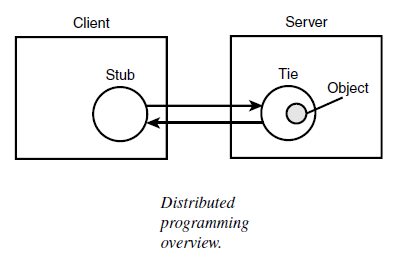 Client
Server
Stub
Tie
Object
Distributed
programming
overview.